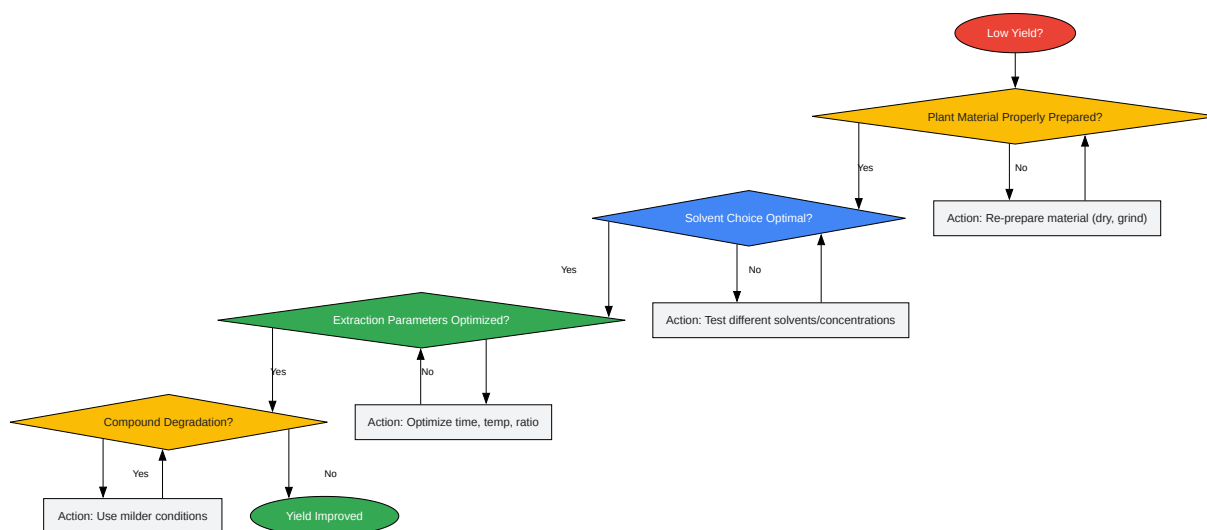 Low Yield?
Plant Material Properly Prepared?
Yes
No
Action: Re-prepare material (dry, grind)
Solvent Choice Optimal?
Yes
No
Action: Test different solvents/concentrations
Extraction Parameters Optimized?
Yes
No
Action: Optimize time, temp, ratio
Compound Degradation?
Yes
No
Action: Use milder conditions
Yield Improved